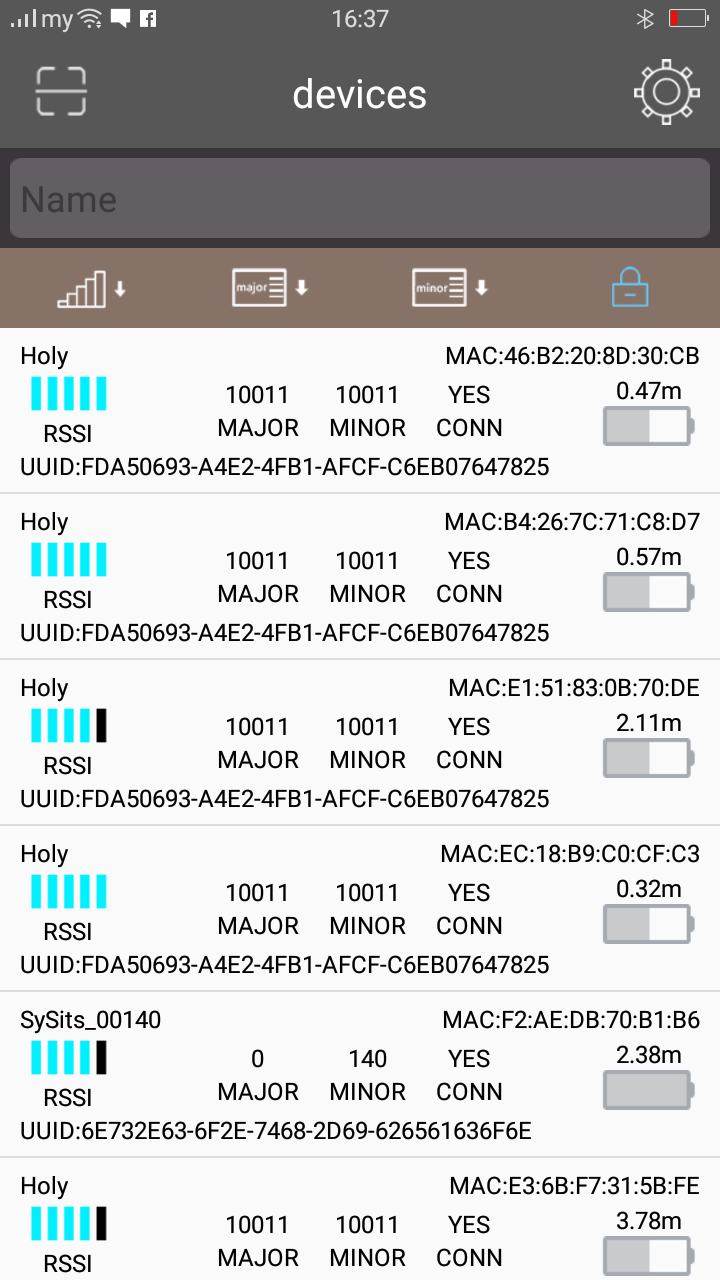 my 16:37
devices
Name
major minor
Holy MAC:46:B2:20:8D:30:CB
10011 10011 YES 0.47m
RSSI MAJOR MINOR CONN
UUID:FDA50693-A4E2-4FB1-AFCF-C6EB07647825
Holy MAC:B4:26:7C:71:C8:D7
10011 10011 YES 0.57m
RSSI MAJOR MINOR CONN
UUID:FDA50693-A4E2-4FB1-AFCF-C6EB07647825
Holy MAC:E1:51:83:0B:70:DE
10011 10011 YES 2.11m
RSSI MAJOR MINOR CONN
UUID:FDA50693-A4E2-4FB1-AFCF-C6EB07647825
Holy MAC:EC:18:B9:C0:CF:C3
10011 10011 YES 0.32m
RSSI MAJOR MINOR CONN
UUID:FDA50693-A4E2-4FB1-AFCF-C6EB07647825
SySits_00140 MAC:F2:AE:DB:70:B1:B6
0 140 YES 2.38m
RSSI MAJOR MINOR CONN
UUID:6E732E63-6F2E-7468-2D69-626561636F6E
Holy MAC:E3:6B:F7:31:5B:FE
10011 10011 YES 3.78m
RSSI MAJOR MINOR CONN